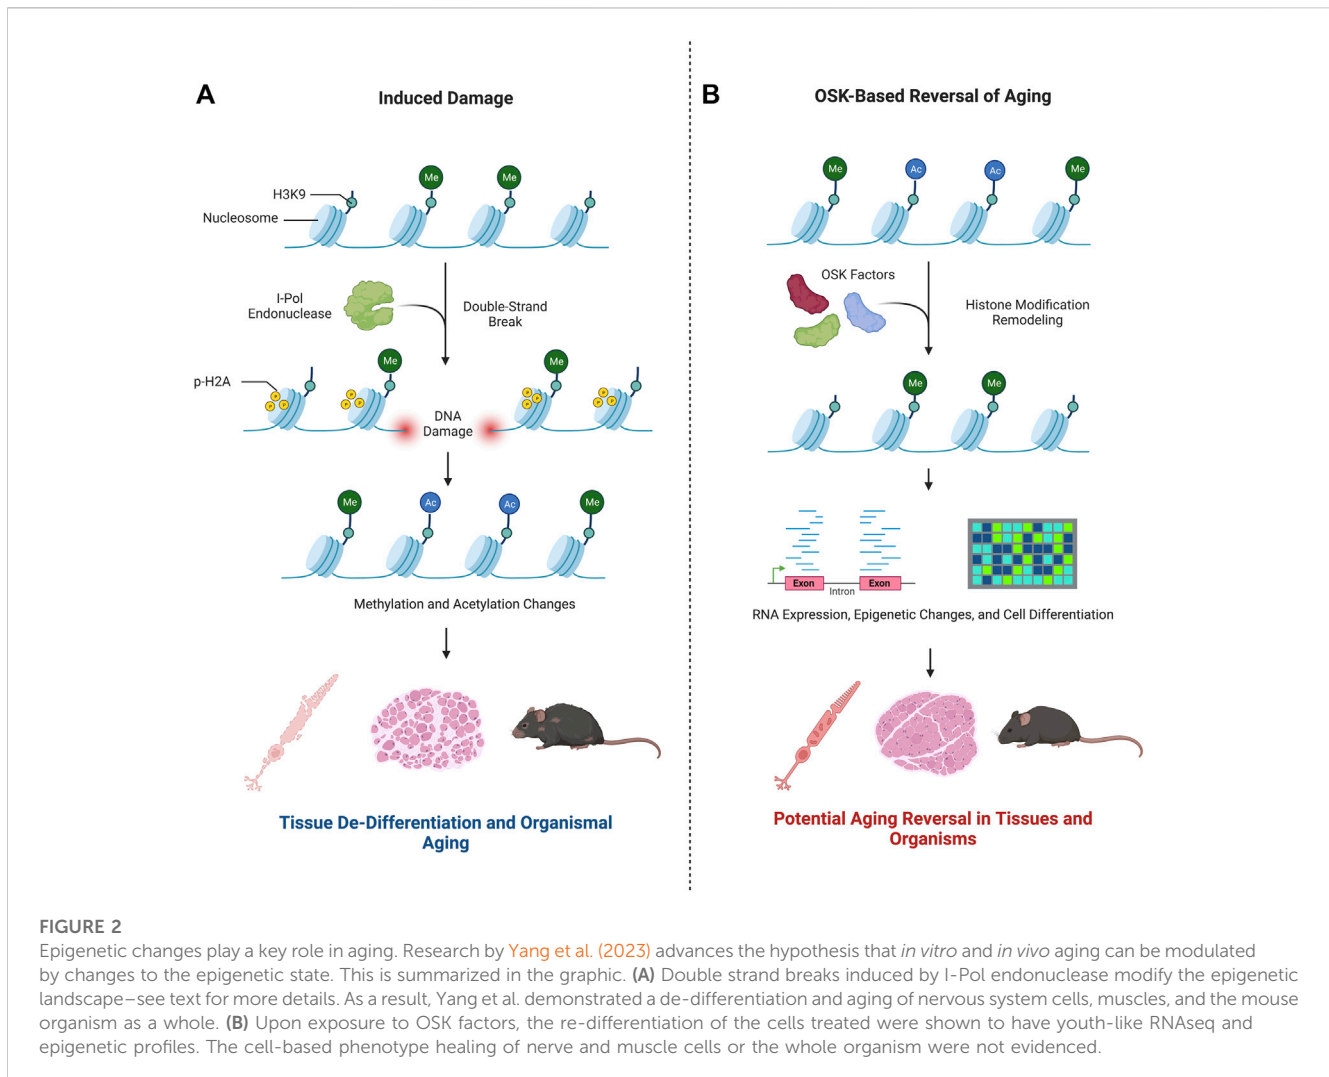 A
Induced Damage
Me
Me
H3K9
Nucleosome
I-Pol
Endonuclease
Double-Strand
Break
Me
Me
p-H2A
P
P
P
P
P
P
P
P
P
P
P
P
DNA
Damage
Me
Ac
Ac
Me
Methylation and Acetylation Changes
Tissue De-Differentiation and Organismal
Aging
B
OSK-Based Reversal of Aging
Me
Ac
Ac
Me
OSK Factors
Histone Modification
Remodeling
Me
Me
Exon
Exon
Intron
RNA Expression, Epigenetic Changes, and Cell Differentiation
Potential Aging Reversal in Tissues and
Organisms
FIGURE 2
Epigenetic changes play a key role in aging. Research by Yang et al. (2023) advances the hypothesis that in vitro and in vivo aging can be modulated
by changes to the epigenetic state. This is summarized in the graphic. (A) Double strand breaks induced by I-Pol endonuclease modify the epigenetic
landscape–see text for more details. As a result, Yang et al. demonstrated a de-differentiation and aging of nervous system cells, muscles, and the mouse
organism as a whole. (B) Upon exposure to OSK factors, the re-differentiation of the cells treated were shown to have youth-like RNAseq and
epigenetic profiles. The cell-based phenotype healing of nerve and muscle cells or the whole organism were not evidenced.